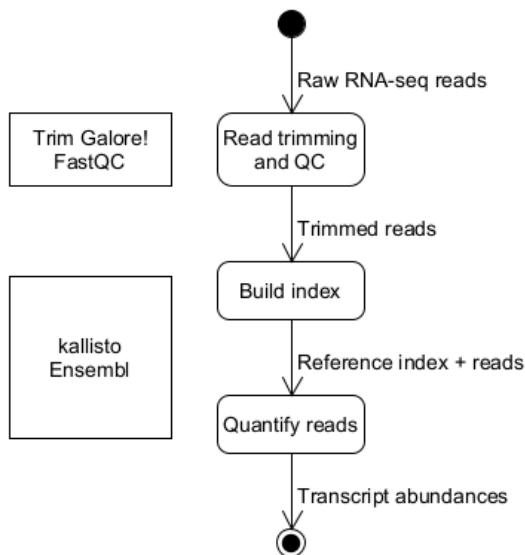 Raw RNA-seq reads
Trim Galore!
FastQC
Read trimming
and QC
Trimmed reads
Build index
kallisto
Ensembl
Reference index + reads
Quantify reads
Transcript abundances